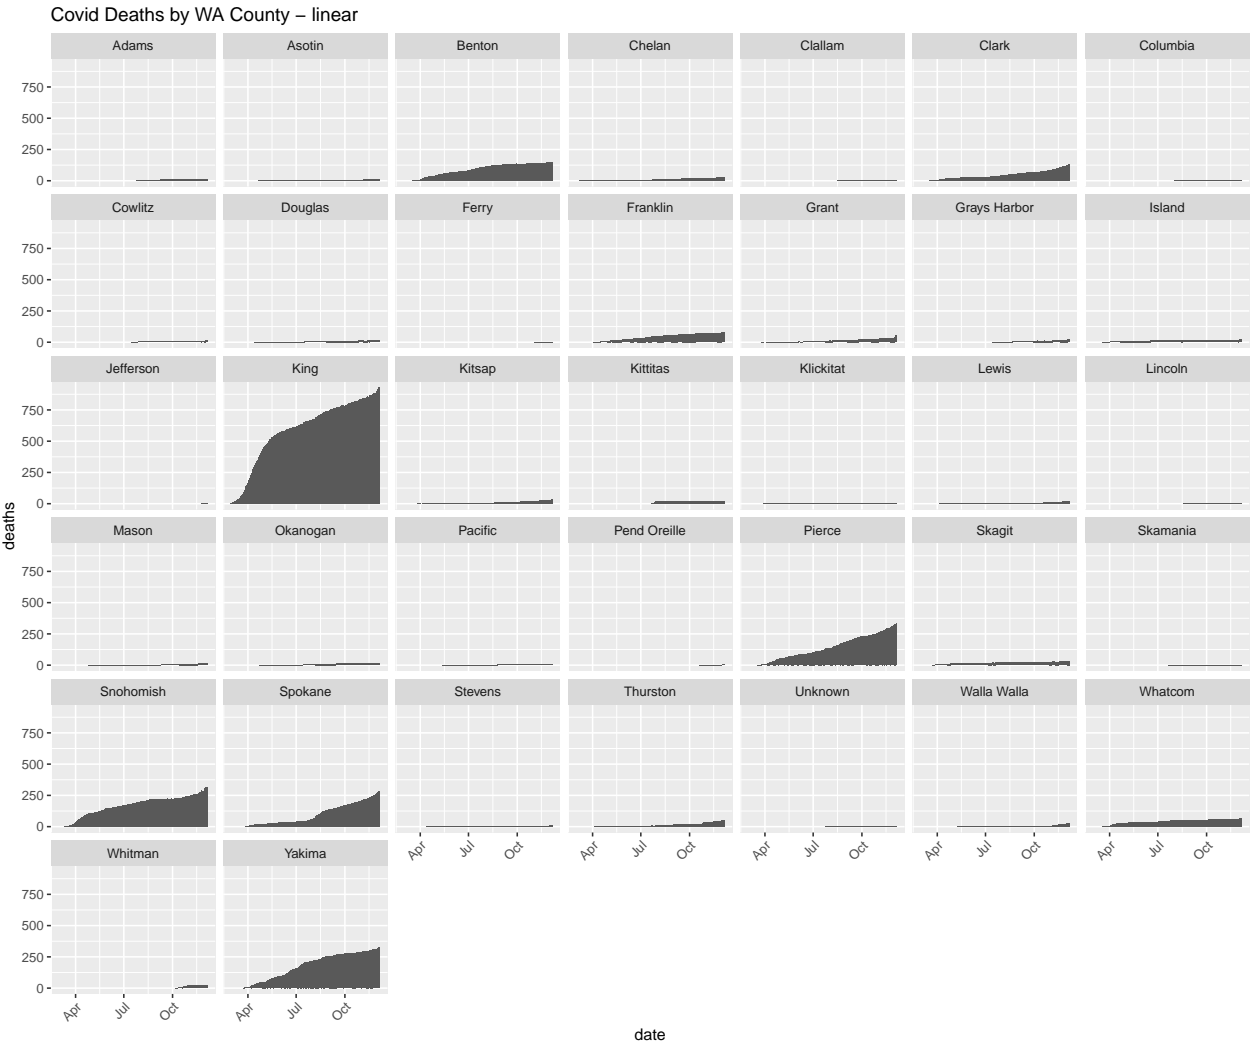 Covid Deaths by WA County – linear
Adams Asotin Benton Chelan Clallam Clark Columbia
750
500
250
0
Cowlitz Douglas Ferry Franklin Grant Grays Harbor Island
750
500
250
0
Jefferson King Kitsap Kittitas Klickitat Lewis Lincoln
750
500
250
0
deaths
Mason Okanogan Pacific Pend Oreille Pierce Skagit Skamania
750
500
250
0
Snohomish Spokane Stevens Thurston Unknown Walla Walla Whatcom
750
500
250
0
Apr Jul Oct Apr Jul Oct Apr Jul Oct Apr Jul Oct Apr Jul Oct
Whitman Yakima
750
500
250
0
Apr Jul Oct Apr Jul Oct
date